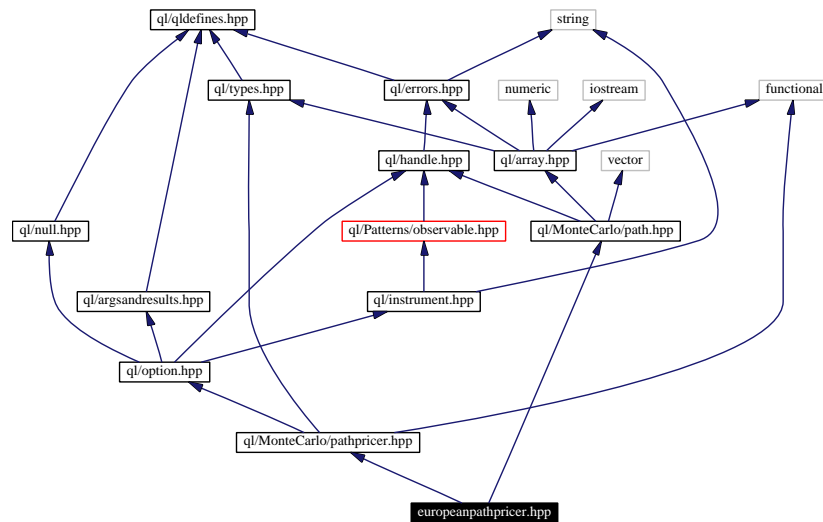 ql/qldefines.hpp
string
ql/types.hpp
ql/errors.hpp
numeric
iostream
functional
ql/handle.hpp
ql/array.hpp
vector
ql/null.hpp
ql/Patterns/observable.hpp
ql/MonteCarlo/path.hpp
ql/argsandresults.hpp
ql/instrument.hpp
ql/option.hpp
ql/MonteCarlo/pathpricer.hpp
europeanpathpricer.hpp